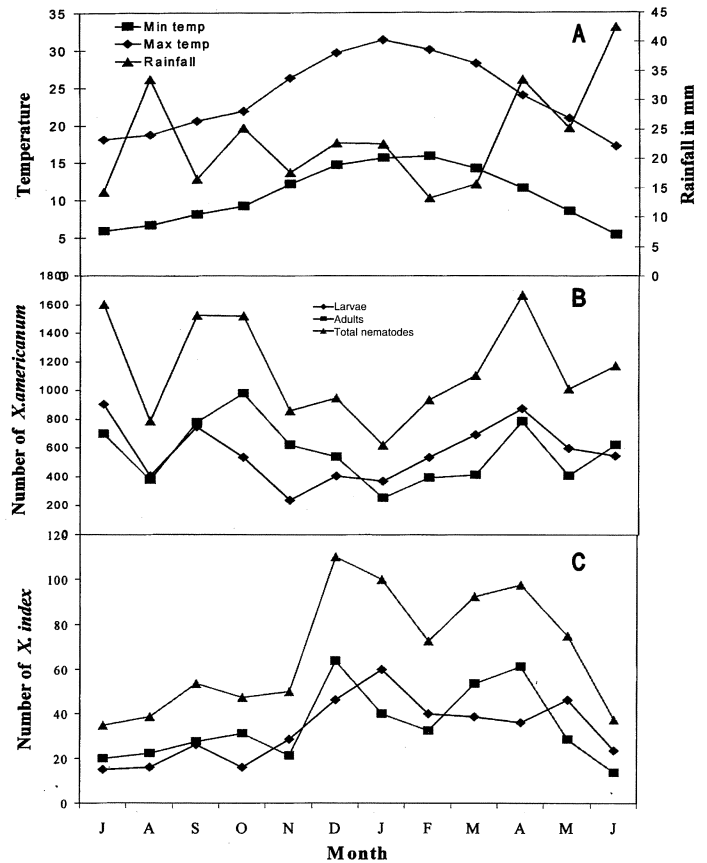 A
Min temp
Max temp
Rainfall
Temperature
35
30
25
20
15
10
5
0
Rainfall in mm
45
40
35
30
25
20
15
10
5
0
B
Larvae
Adults
Total nematodes
Number of X.americanum
1800
1600
1400
1200
1000
800
600
400
200
0
C
Number of X. index
120
100
80
60
40
20
0
J A S O N D J F M A M J
Month